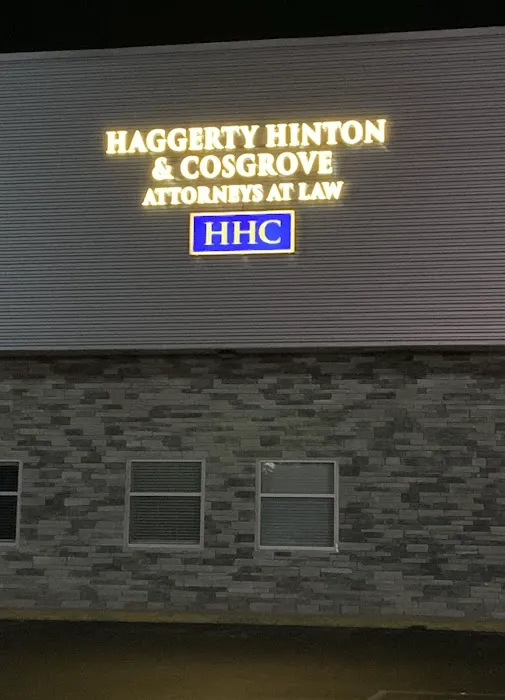 HAGGERTY HINTON
& COSGROVE
ATTORNEYS AT LAW
HHC